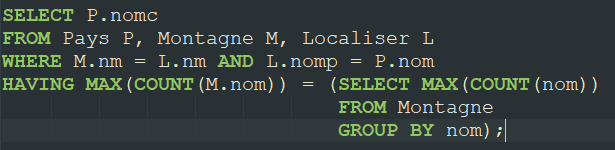 SELECT P.nomc
FROM Pays P, Montagne M, Localiser L
WHERE M.nm = L.nm AND L.nomp = P.nom
HAVING MAX(COUNT(M.nom)) = (SELECT MAX(COUNT(nom))
FROM Montagne
GROUP BY nom);